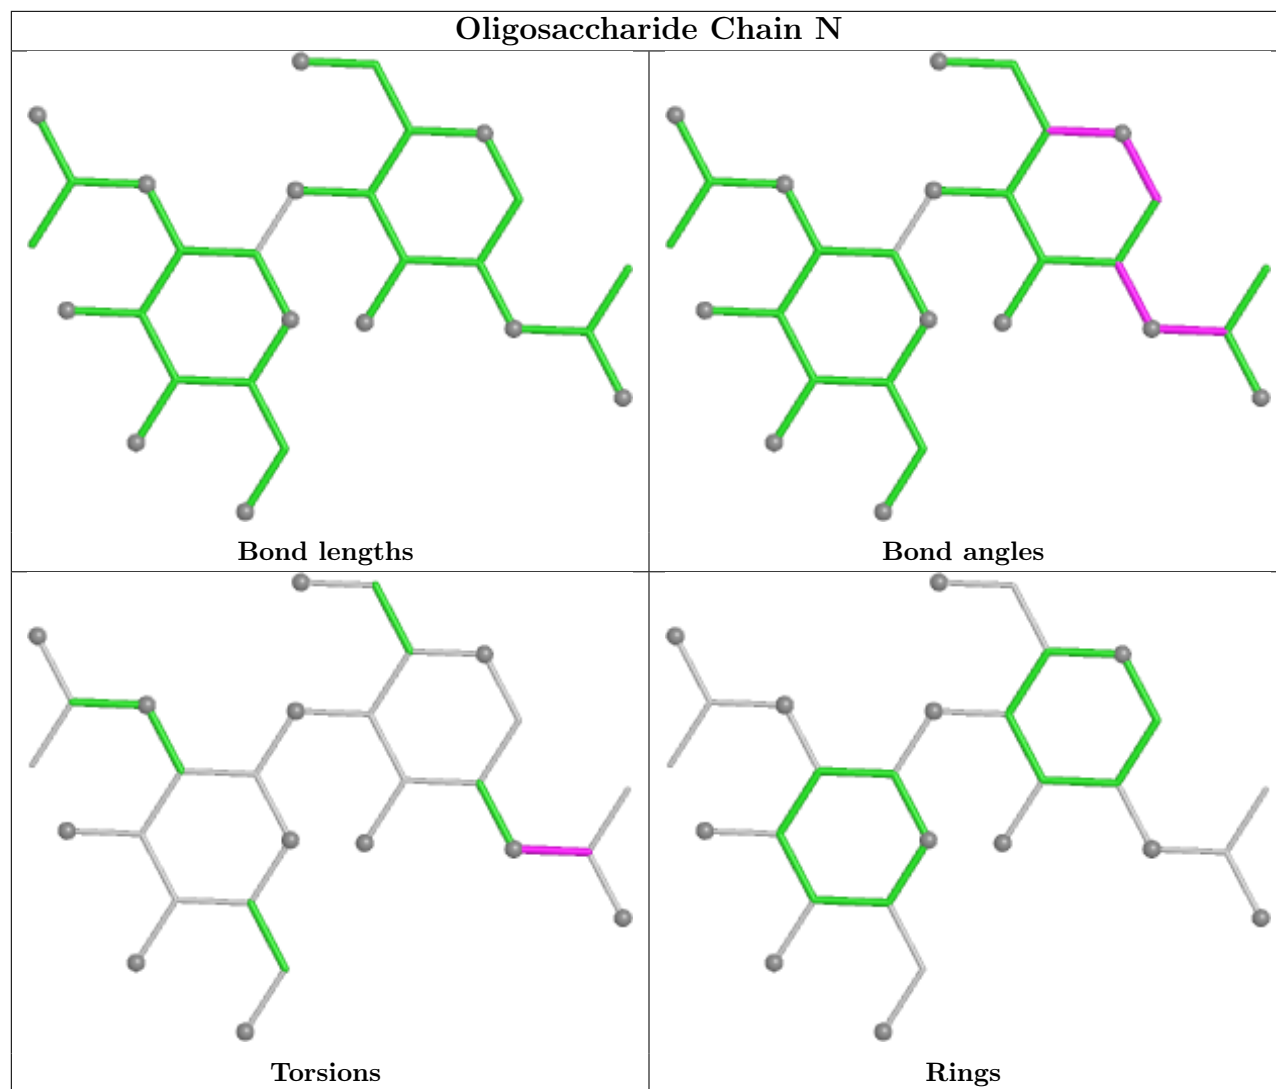 Oligosaccharide Chain N
Bond lengths
Bond angles
Torsions
Rings